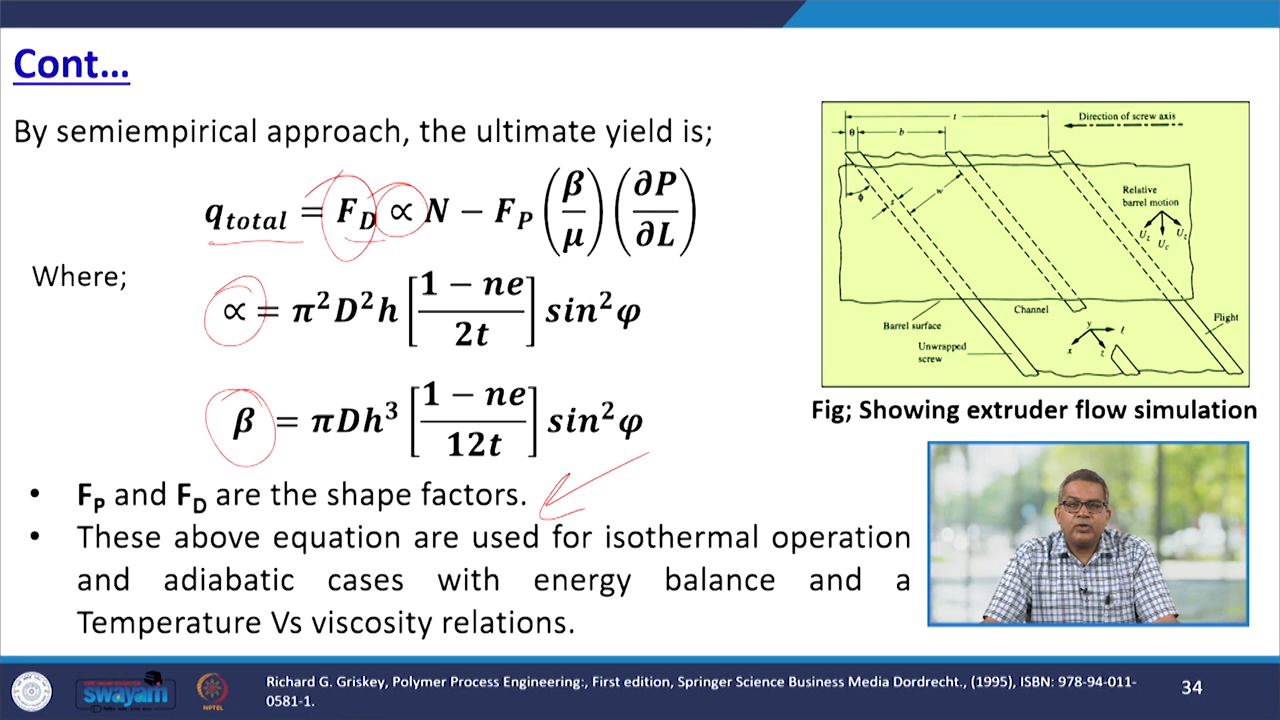 Cont...
By semiempirical approach, the ultimate yield is;
q_total = F_D ∝ N − F_P (β/μ) (∂P/∂L)
Where;
∝ = π²D²h [(1 − ne)/2t] sin²φ
β = πDh³ [(1 − ne)/12t] sin²φ
• F_P and F_D are the shape factors.
• These above equation are used for isothermal operation
and adiabatic cases with energy balance and a
Temperature Vs viscosity relations.
t
Direction of screw axis
θ
b
Relative
barrel motion
w
ϕ
s
U_t
U_c
U_z
Channel
Flight
Barrel surface
Unwrapped
screw
y
t
x
z
Fig; Showing extruder flow simulation
swayam
NPTEL
Richard G. Griskey, Polymer Process Engineering:, First edition, Springer Science Business Media Dordrecht., (1995), ISBN: 978-94-011-
0581-1.
34